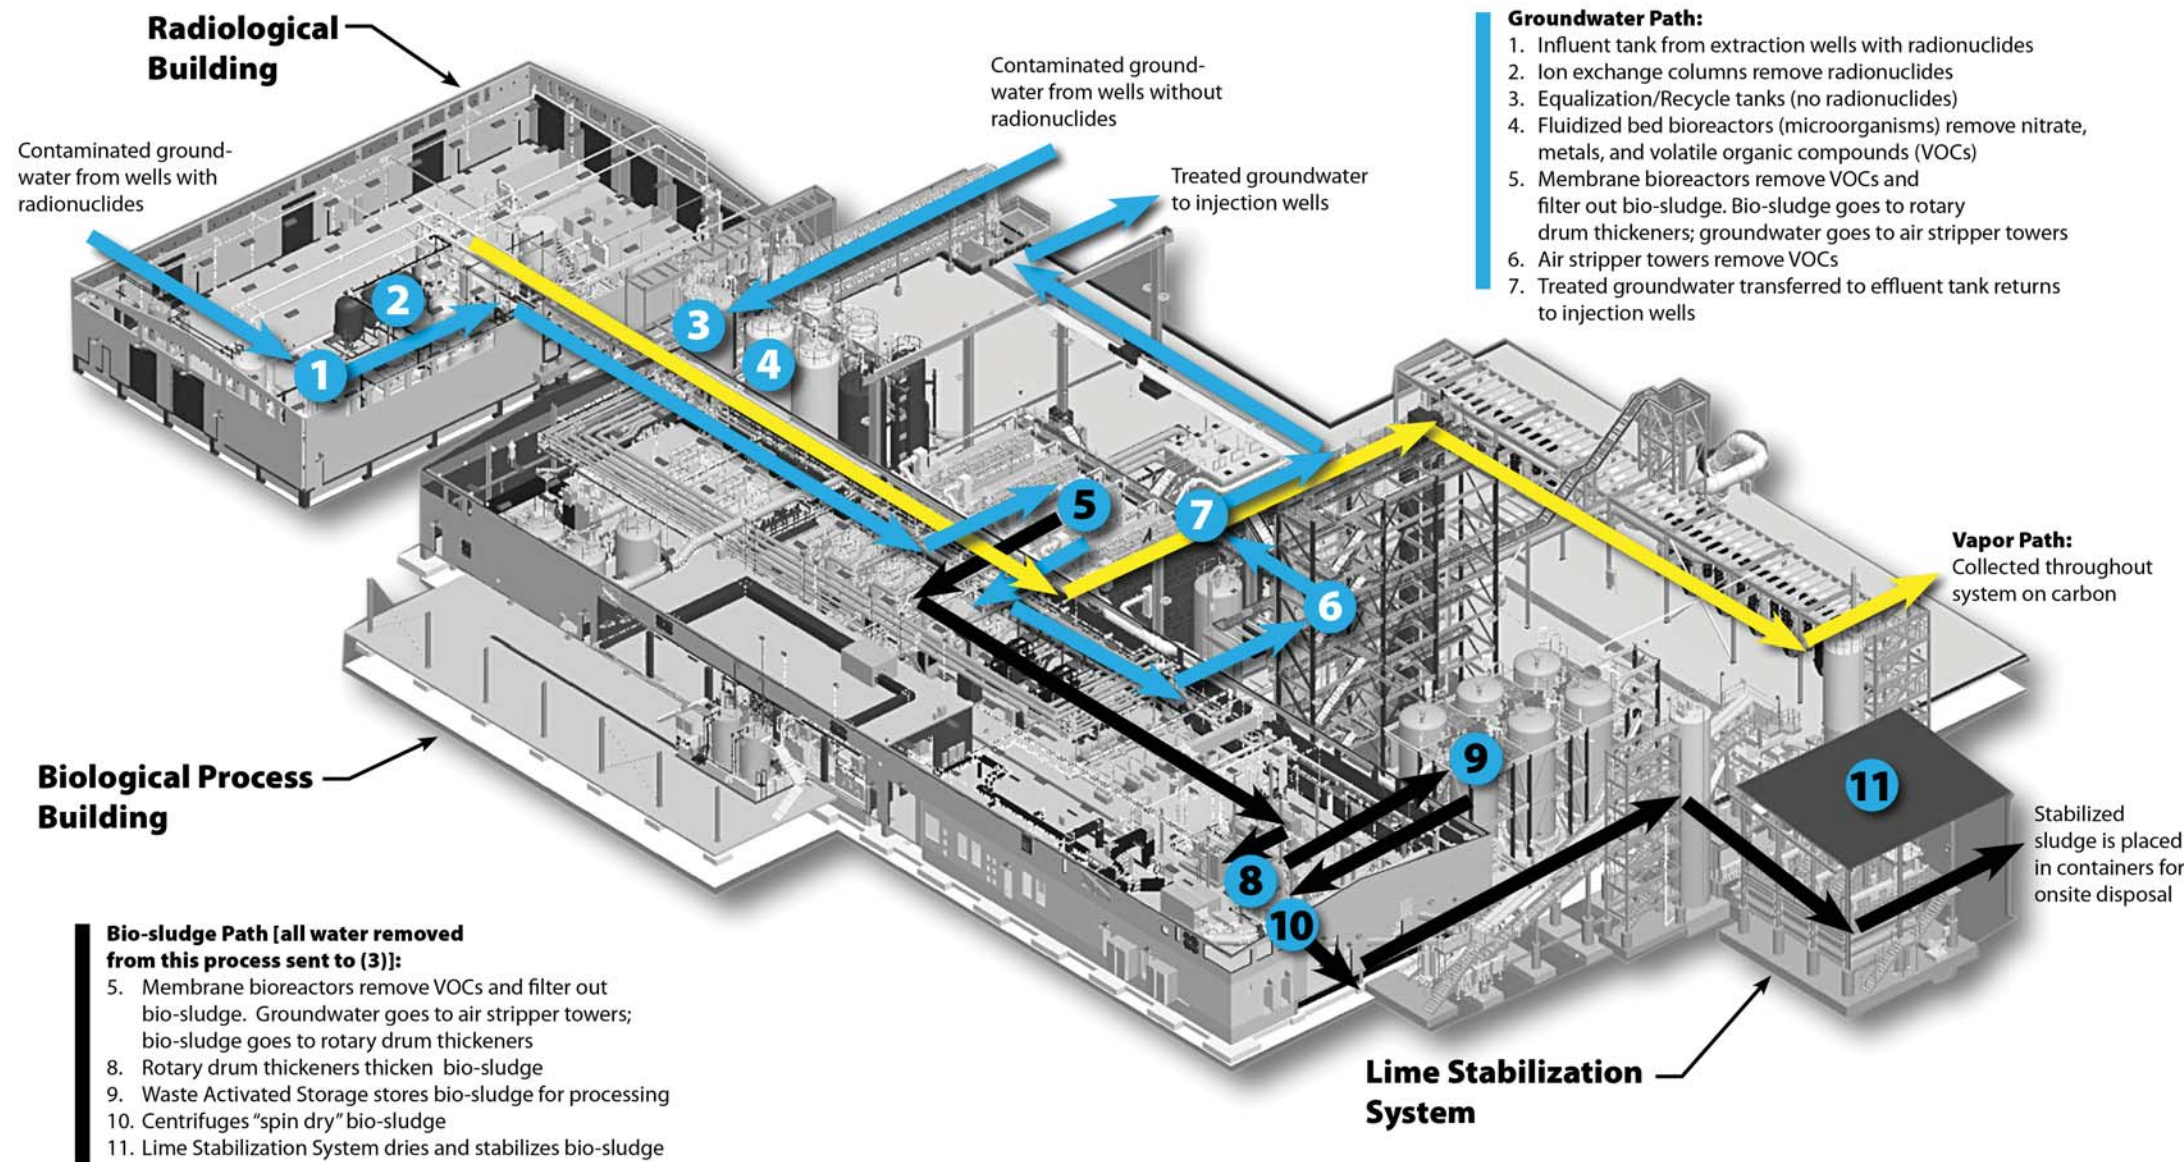 Radiological
Building
Contaminated ground-
water from wells with
radionuclides
Contaminated ground-
water from wells without
radionuclides
Treated groundwater
to injection wells
Groundwater Path:
1. Influent tank from extraction wells with radionuclides
2. Ion exchange columns remove radionuclides
3. Equalization/Recycle tanks (no radionuclides)
4. Fluidized bed bioreactors (microorganisms) remove nitrate,
metals, and volatile organic compounds (VOCs)
5. Membrane bioreactors remove VOCs and
filter out bio-sludge. Bio-sludge goes to rotary
drum thickeners; groundwater goes to air stripper towers
6. Air stripper towers remove VOCs
7. Treated groundwater transferred to effluent tank returns
to injection wells
1
2
3
4
5
7
6
Vapor Path:
Collected throughout
system on carbon
Biological Process
Building
9
11
8
10
Stabilized
sludge is placed
in containers for
onsite disposal
Lime Stabilization
System
Bio-sludge Path [all water removed
from this process sent to (3)]:
5. Membrane bioreactors remove VOCs and filter out
bio-sludge. Groundwater goes to air stripper towers;
bio-sludge goes to rotary drum thickeners
8. Rotary drum thickeners thicken bio-sludge
9. Waste Activated Storage stores bio-sludge for processing
10. Centrifuges "spin dry" bio-sludge
11. Lime Stabilization System dries and stabilizes bio-sludge